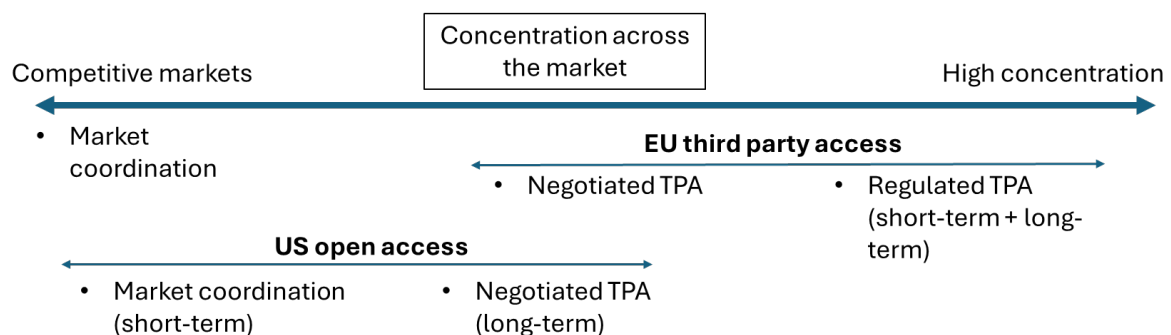 Concentration across
the market
Competitive markets
High concentration
• Market
coordination
EU third party access
• Negotiated TPA
• Regulated TPA
(short-term + long-
term)
US open access
• Market coordination
(short-term)
• Negotiated TPA
(long-term)